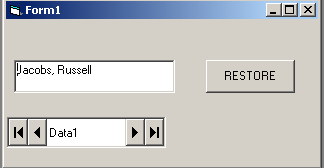 Form1
Jacobs, Russell
RESTORE
Data1